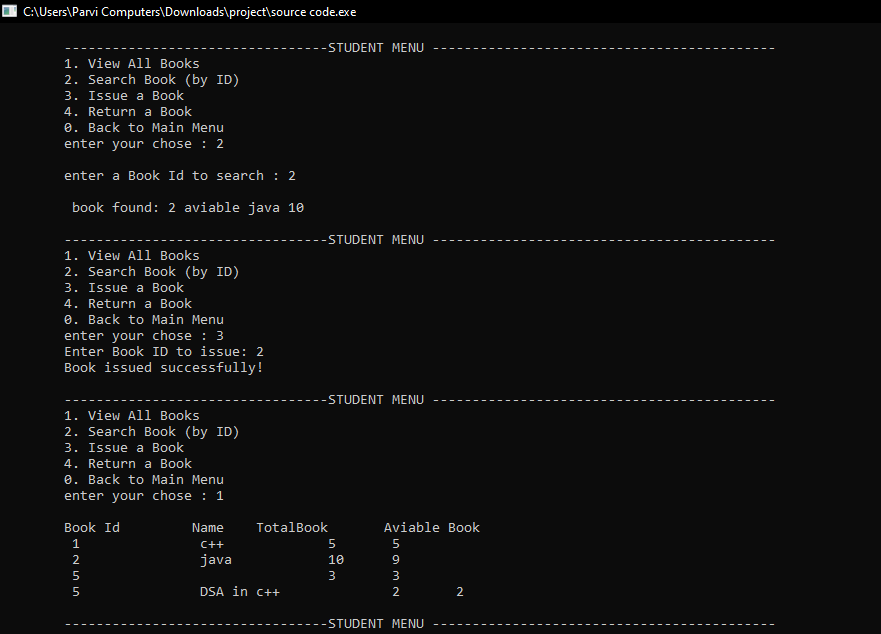 C:\Users\Parvi Computers\Downloads\project\source code.exe
---------------------------------STUDENT MENU -------------------------------------------
1. View All Books
2. Search Book (by ID)
3. Issue a Book
4. Return a Book
0. Back to Main Menu
enter your chose : 2
enter a Book Id to search : 2
book found: 2 aviable java 10
---------------------------------STUDENT MENU -------------------------------------------
1. View All Books
2. Search Book (by ID)
3. Issue a Book
4. Return a Book
0. Back to Main Menu
enter your chose : 3
Enter Book ID to issue: 2
Book issued successfully!
---------------------------------STUDENT MENU -------------------------------------------
1. View All Books
2. Search Book (by ID)
3. Issue a Book
4. Return a Book
0. Back to Main Menu
enter your chose : 1
Book Id Name TotalBook Aviable Book
1 c++ 5 5
2 java 10 9
5 3 3
5 DSA in c++ 2 2
---------------------------------STUDENT MENU -------------------------------------------